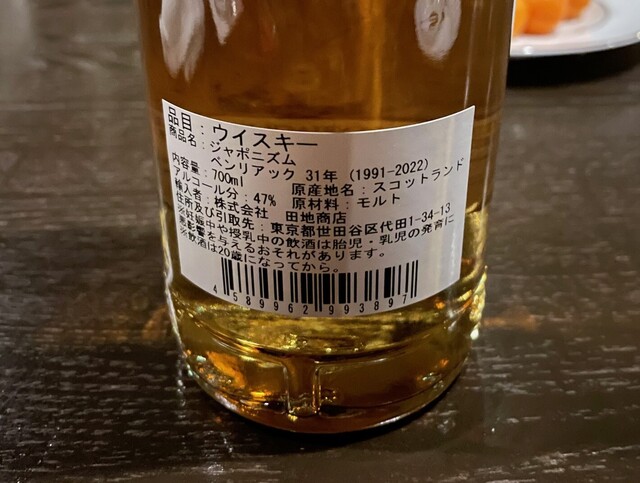 品目：ウイスキー
商品名：ジャポニズム
ベンリアック 31年 (1991-2022)
内容量：700ml 原産地名：スコットランド
アルコール分：47% 原材料：モルト
輸入者：株式会社 田地商店
住所及び引取先：東京都世田谷区代田1-34-13
※妊娠中や授乳中の飲酒は胎児・乳児の発育に
悪影響を与えるおそれがあります。
※飲酒は20歳になってから。
4 589962 993897